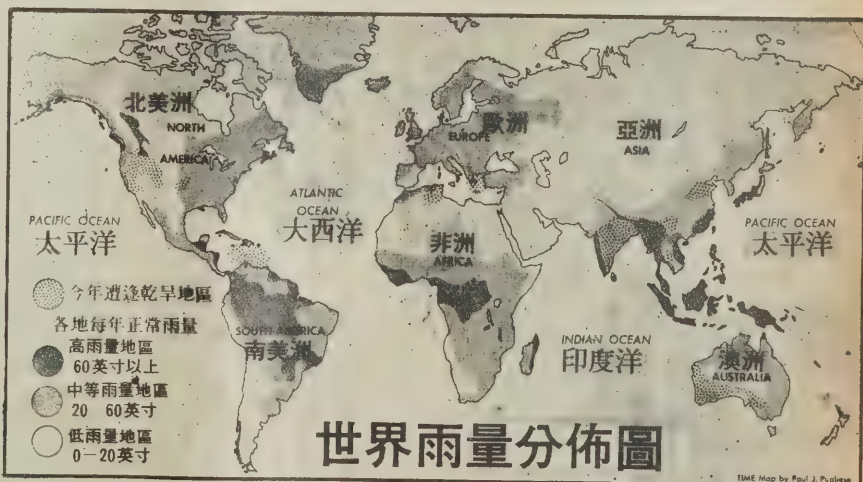 北美洲
NORTH
AMERICA
歐洲
EUROPE
亞洲
ASIA
ATLANTIC
OCEAN
大西洋
PACIFIC OCEAN
太平洋
非洲
AFRICA
PACIFIC OCEAN
太平洋
今年遭逢乾旱地區
各地每年正常雨量
高雨量地區
60英寸以上
中等雨量地區
20 60英寸
低雨量地區
0—20英寸
SOUTH AMERICA
南美洲
INDIAN OCEAN
印度洋
澳洲
AUSTRALIA
世界雨量分佈圖
TIME Map by Paul J. Pugliese